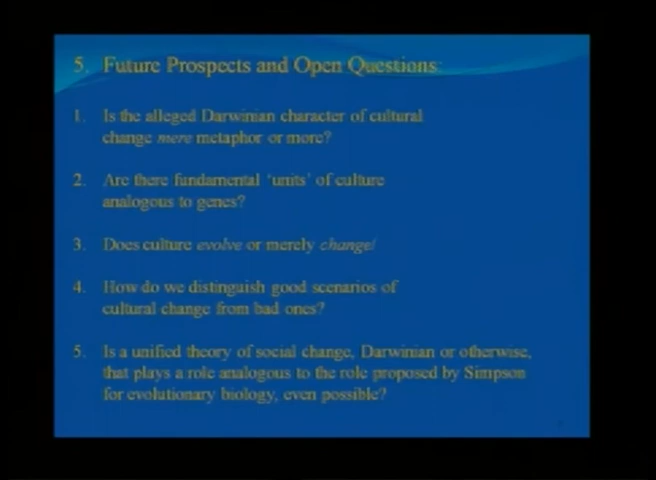 5. Future Prospects and Open Questions:
1. Is the alleged Darwinian character of cultural
change mere metaphor or more?
2. Are there fundamental 'units' of culture
analogous to genes?
3. Does culture evolve or merely change?
4. How do we distinguish good scenarios of
cultural change from bad ones?
5. Is a unified theory of social change, Darwinian or otherwise,
that plays a role analogous to the role proposed by Simpson
for evolutionary biology, even possible?